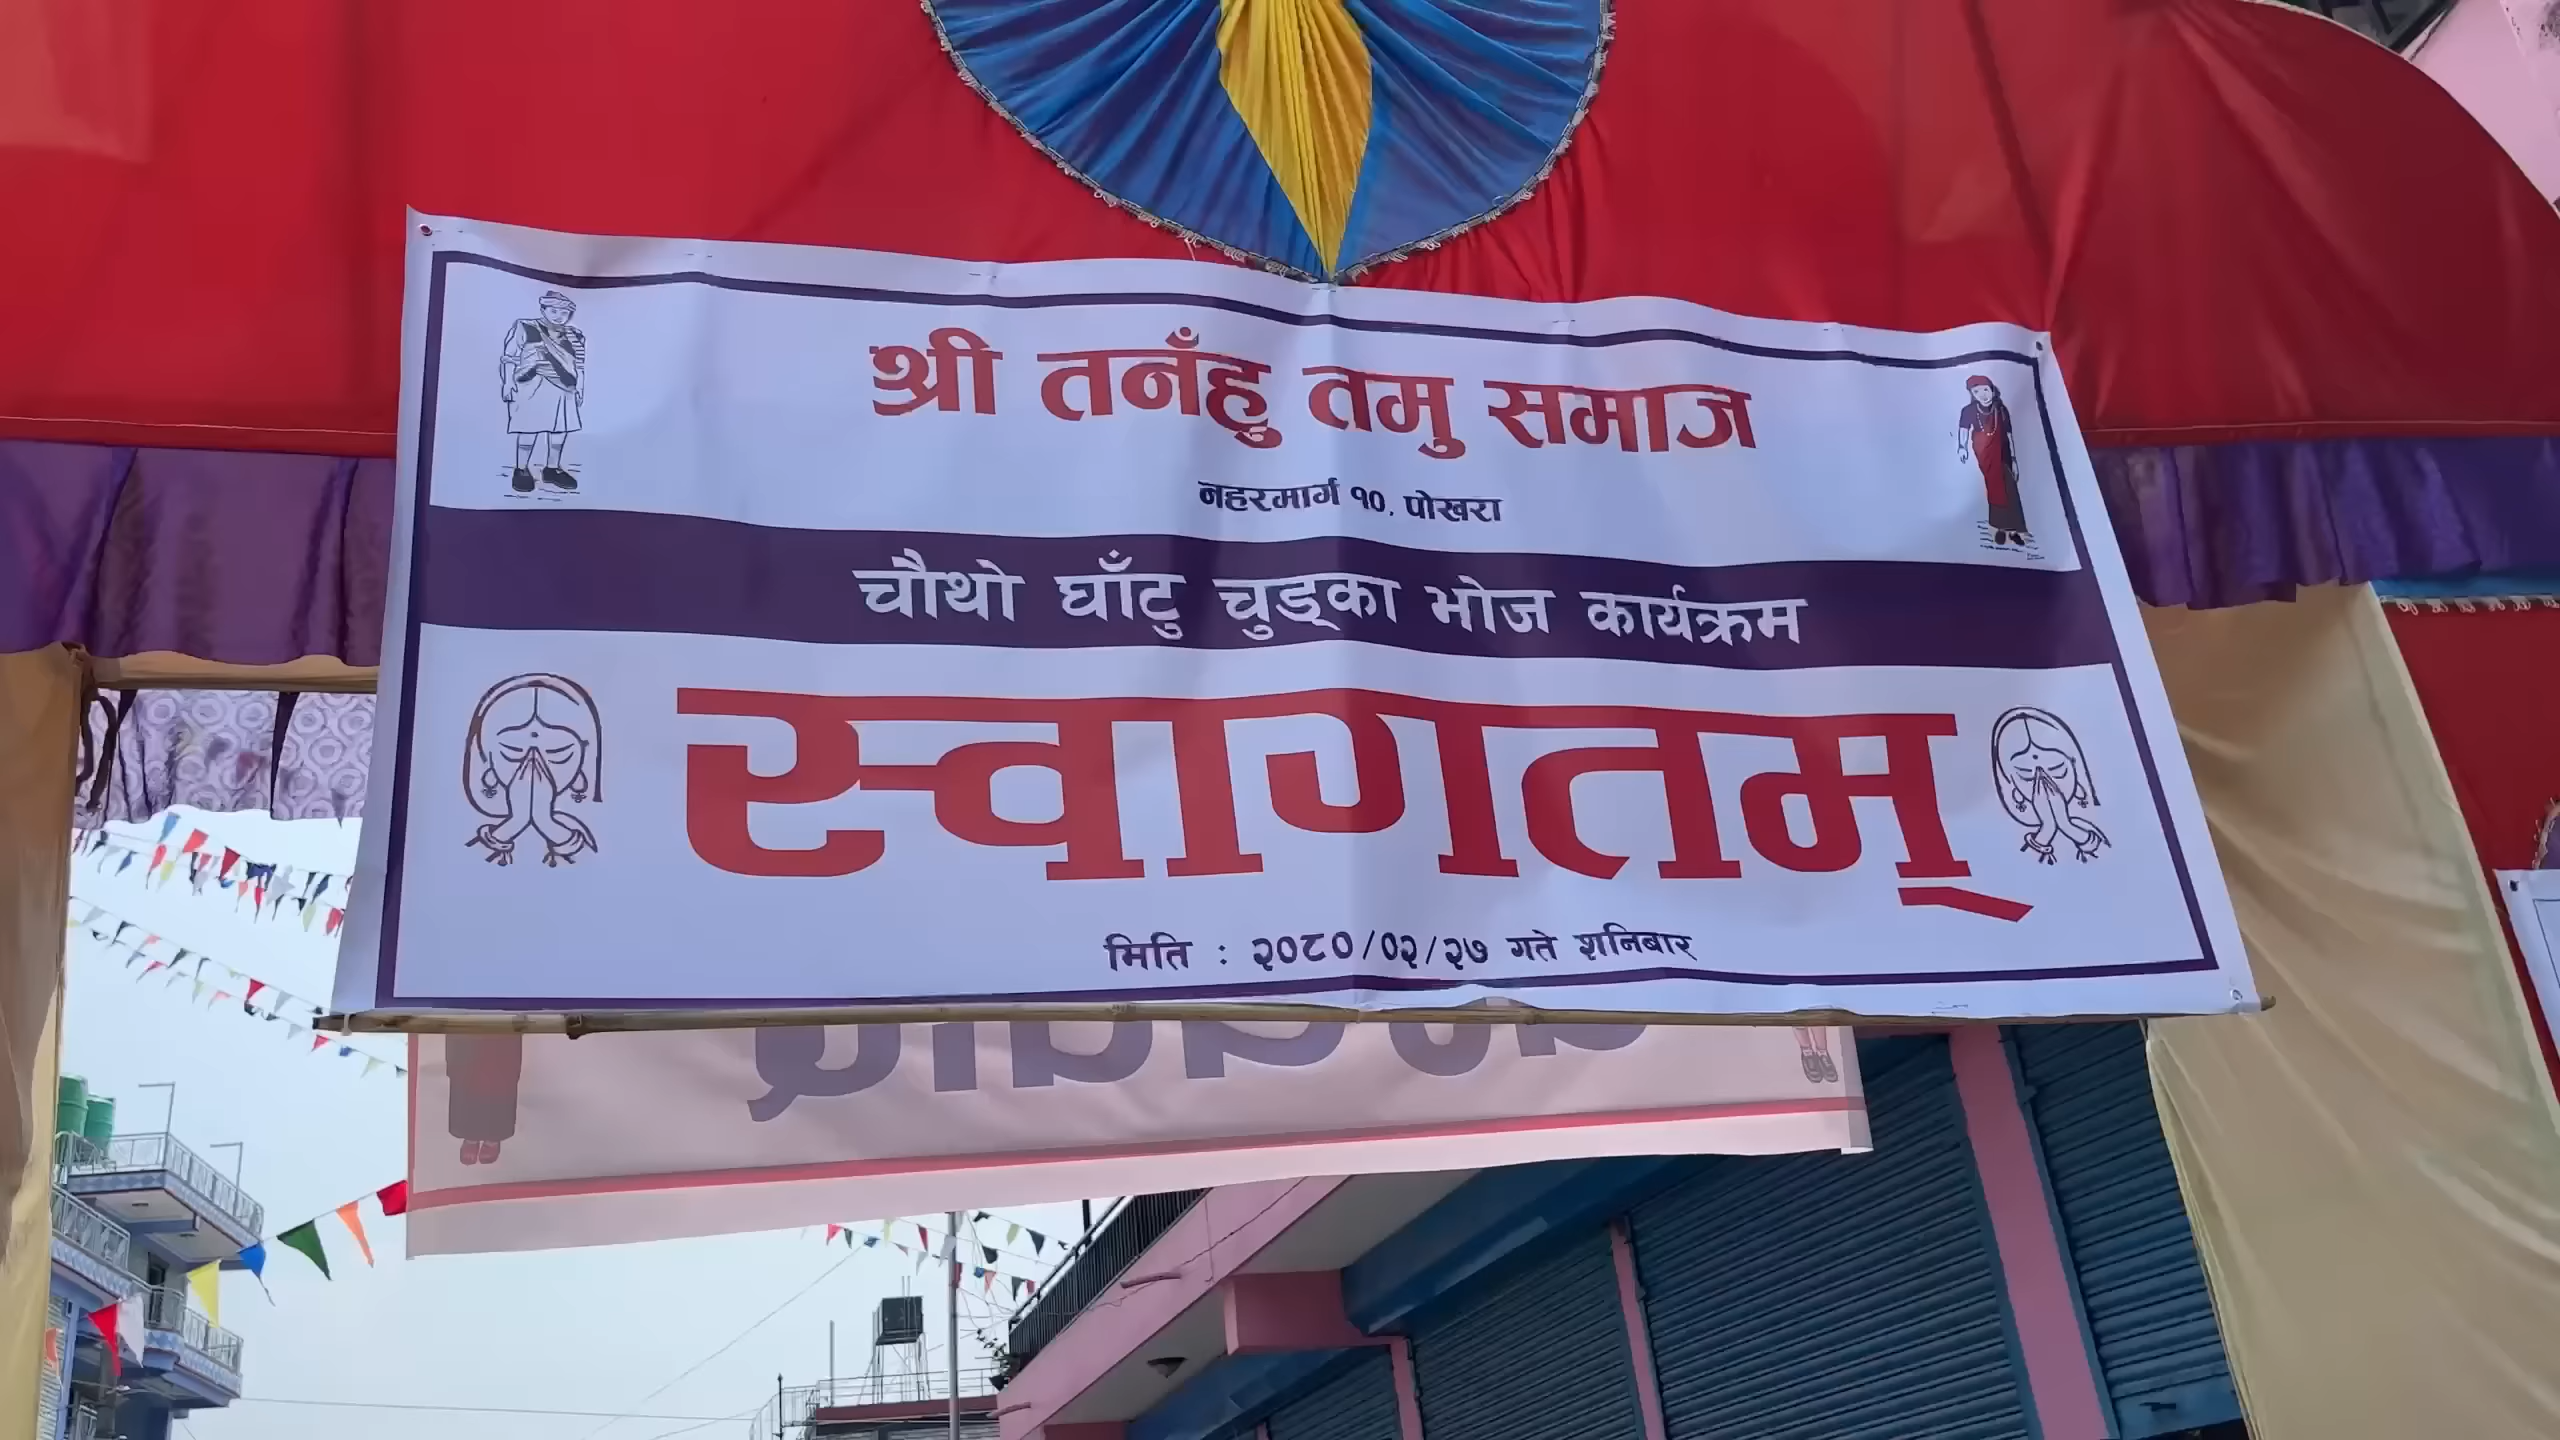 श्री तनँहु तमु समाज
नहरमार्ग १०, पोखरा
चौथो घाँटु चुड्का भोज कार्यक्रम
स्वागतम्
मिति : २०८०/०२/२७ गते शनिबार